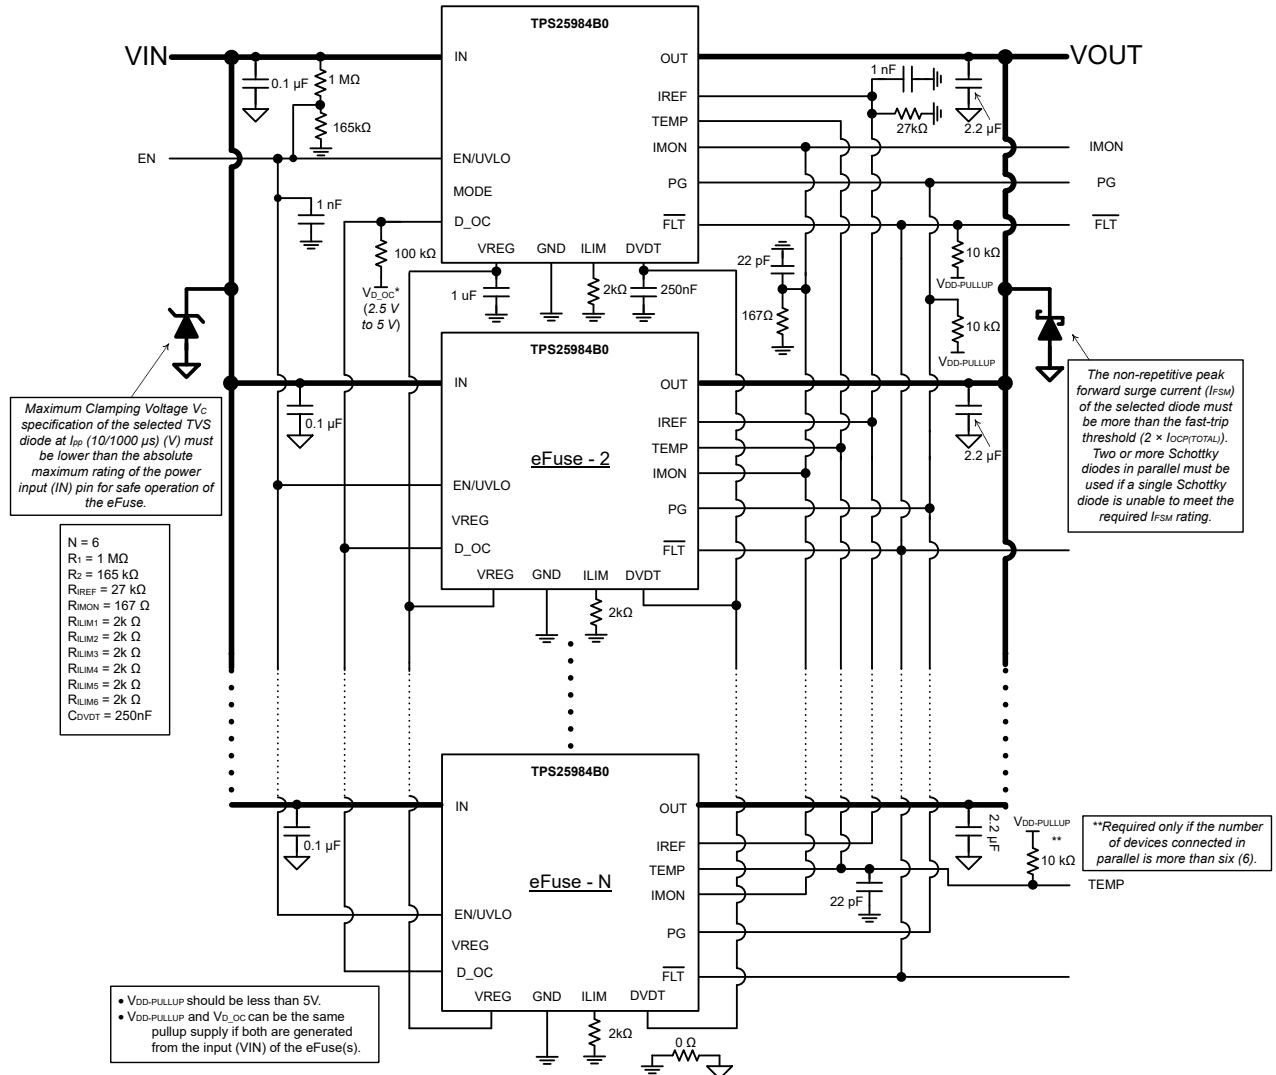 TPS25984B0
VIN
IN
OUT
VOUT
0.1 µF
1 MΩ
165kΩ
1 nF
27kΩ
2.2 µF
IREF
TEMP
EN
EN/UVLO
IMON
IMON
MODE
PG
PG
1 nF
D_OC
FLT
FLT
100 kΩ
VD_OC*
(2.5 V
to 5 V)
VREG
GND
ILIM
DVDT
1 uF
2kΩ
250nF
22 pF
167Ω
10 kΩ
VDD-PULLUP
10 kΩ
VDD-PULLUP
TPS25984B0
IN
OUT
0.1 µF
2.2 µF
IREF
eFuse - 2
TEMP
IMON
EN/UVLO
VREG
PG
D_OC
FLT
VREG
GND
ILIM
DVDT
2kΩ
Maximum Clamping Voltage VC
specification of the selected TVS
diode at Ipp (10/1000 µs) (V) must
be lower than the absolute
maximum rating of the power
input (IN) pin for safe operation of
the eFuse.
The non-repetitive peak
forward surge current (IFSM)
of the selected diode must
be more than the fast-trip
threshold (2 × IOCP(TOTAL)).
Two or more Schottky
diodes in parallel must be
used if a single Schottky
diode is unable to meet the
required IFSM rating.
N = 6
R1 = 1 MΩ
R2 = 165 kΩ
RIREF = 27 kΩ
RIMON = 167 Ω
RILIM1 = 2k Ω
RILIM2 = 2k Ω
RILIM3 = 2k Ω
RILIM4 = 2k Ω
RILIM5 = 2k Ω
RILIM6 = 2k Ω
CDVDT = 250nF
TPS25984B0
IN
OUT
0.1 µF
2.2 µF
IREF
eFuse - N
TEMP
IMON
EN/UVLO
VREG
PG
D_OC
FLT
VREG
GND
ILIM
DVDT
2kΩ
22 pF
VDD-PULLUP
**
10 kΩ
TEMP
**Required only if the number
of devices connected in
parallel is more than six (6).
0 Ω
• VDD-PULLUP should be less than 5V.
• VDD-PULLUP and VD_OC can be the same
pullup supply if both are generated
from the input (VIN) of the eFuse(s).